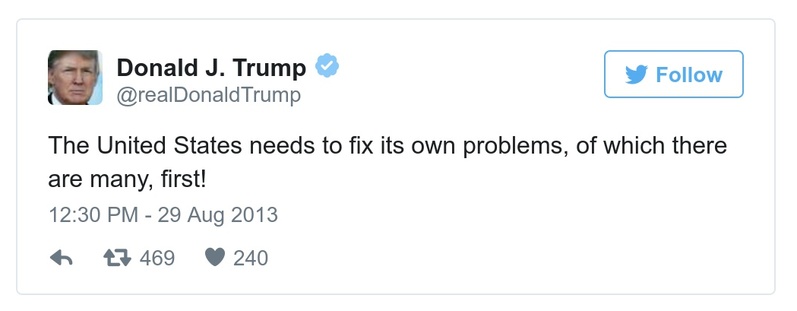 Donald J. Trump
@realDonaldTrump
Follow
The United States needs to fix its own problems, of which there
are many, first!
12:30 PM - 29 Aug 2013
469 240